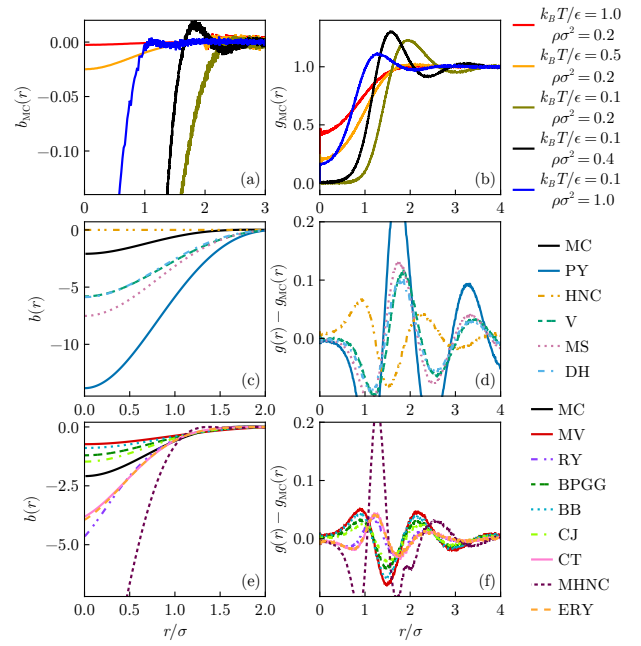 b_MC(r)
0.00
−0.05
−0.10
0
1
2
3
(a)
g_MC(r)
1.0
0.5
0.0
0
1
2
3
4
(b)
k_BT/ϵ = 1.0
ρσ² = 0.2
k_BT/ϵ = 0.5
ρσ² = 0.2
k_BT/ϵ = 0.1
ρσ² = 0.2
k_BT/ϵ = 0.1
ρσ² = 0.4
k_BT/ϵ = 0.1
ρσ² = 1.0
b(r)
0
−5
−10
0.0
0.5
1.0
1.5
2.0
(c)
g(r) − g_MC(r)
0.2
0.1
0.0
0
1
2
3
4
(d)
MC
PY
HNC
V
MS
DH
b(r)
0.0
−2.5
−5.0
0.0
0.5
1.0
1.5
2.0
(e)
r/σ
g(r) − g_MC(r)
0.2
0.1
0.0
0
1
2
3
4
(f)
r/σ
MC
MV
RY
BPGG
BB
CJ
CT
MHNC
ERY